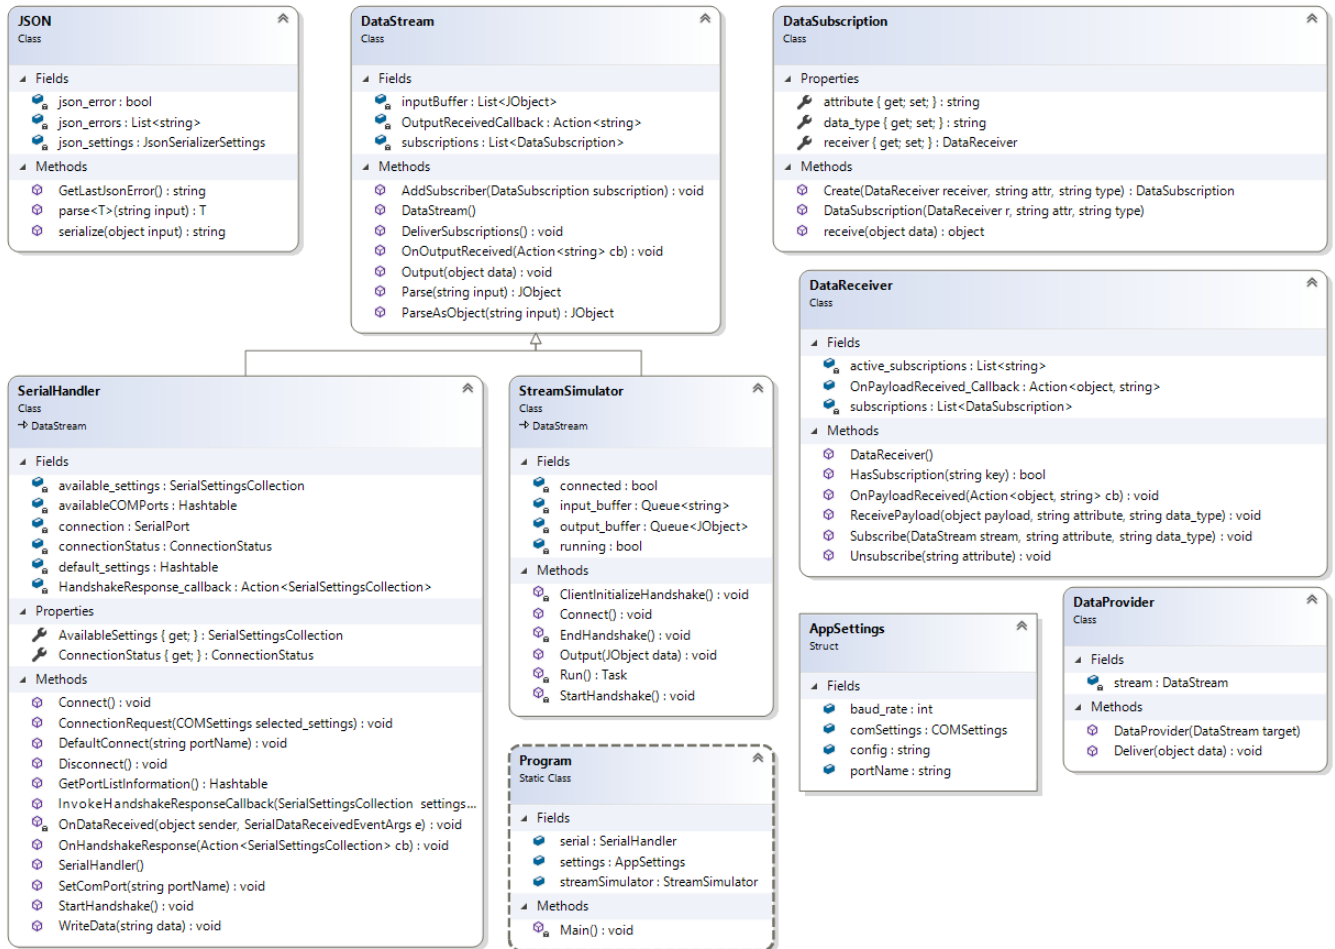 JSON
Class
Fields
json_error : bool
json_errors : List<string>
json_settings : JsonSerializerSettings
Methods
GetLastJsonError() : string
parse<T>(string input) : T
serialize(object input) : string
DataStream
Class
Fields
inputBuffer : List<JObject>
OutputReceivedCallback : Action<string>
subscriptions : List<DataSubscription>
Methods
AddSubscriber(DataSubscription subscription) : void
DataStream()
DeliverSubscriptions() : void
OnOutputReceived(Action<string> cb) : void
Output(object data) : void
Parse(string input) : JObject
ParseAsObject(string input) : JObject
DataSubscription
Class
Properties
attribute { get; set; } : string
data_type { get; set; } : string
receiver { get; set; } : DataReceiver
Methods
Create(DataReceiver receiver, string attr, string type) : DataSubscription
DataSubscription(DataReceiver r, string attr, string type)
receive(object data) : object
DataReceiver
Class
Fields
active_subscriptions : List<string>
OnPayloadReceived_Callback : Action<object, string>
subscriptions : List<DataSubscription>
Methods
DataReceiver()
HasSubscription(string key) : bool
OnPayloadReceived(Action<object, string> cb) : void
ReceivePayload(object payload, string attribute, string data_type) : void
Subscribe(DataStream stream, string attribute, string data_type) : void
Unsubscribe(string attribute) : void
SerialHandler
Class
DataStream
Fields
available_settings : SerialSettingsCollection
availableCOMPorts : Hashtable
connection : SerialPort
connectionStatus : ConnectionStatus
default_settings : Hashtable
HandshakeResponse_callback : Action<SerialSettingsCollection>
Properties
AvailableSettings { get; } : SerialSettingsCollection
ConnectionStatus { get; } : ConnectionStatus
Methods
Connect() : void
ConnectionRequest(COMSettings selected_settings) : void
DefaultConnect(string portName) : void
Disconnect() : void
GetPortListInformation() : Hashtable
InvokeHandshakeResponseCallback(SerialSettingsCollection settings...
OnDataReceived(object sender, SerialDataReceivedEventArgs e) : void
OnHandshakeResponse(Action<SerialSettingsCollection> cb) : void
SerialHandler()
SetComPort(string portName) : void
StartHandshake() : void
WriteData(string data) : void
StreamSimulator
Class
DataStream
Fields
connected : bool
input_buffer : Queue<string>
output_buffer : Queue<JObject>
running : bool
Methods
ClientInitializeHandshake() : void
Connect() : void
EndHandshake() : void
Output(JObject data) : void
Run() : Task
StartHandshake() : void
Program
Static Class
Fields
serial : SerialHandler
settings : AppSettings
streamSimulator : StreamSimulator
Methods
Main() : void
AppSettings
Struct
Fields
baud_rate : int
comSettings : COMSettings
config : string
portName : string
DataProvider
Class
Fields
stream : DataStream
Methods
DataProvider(DataStream target)
Deliver(object data) : void